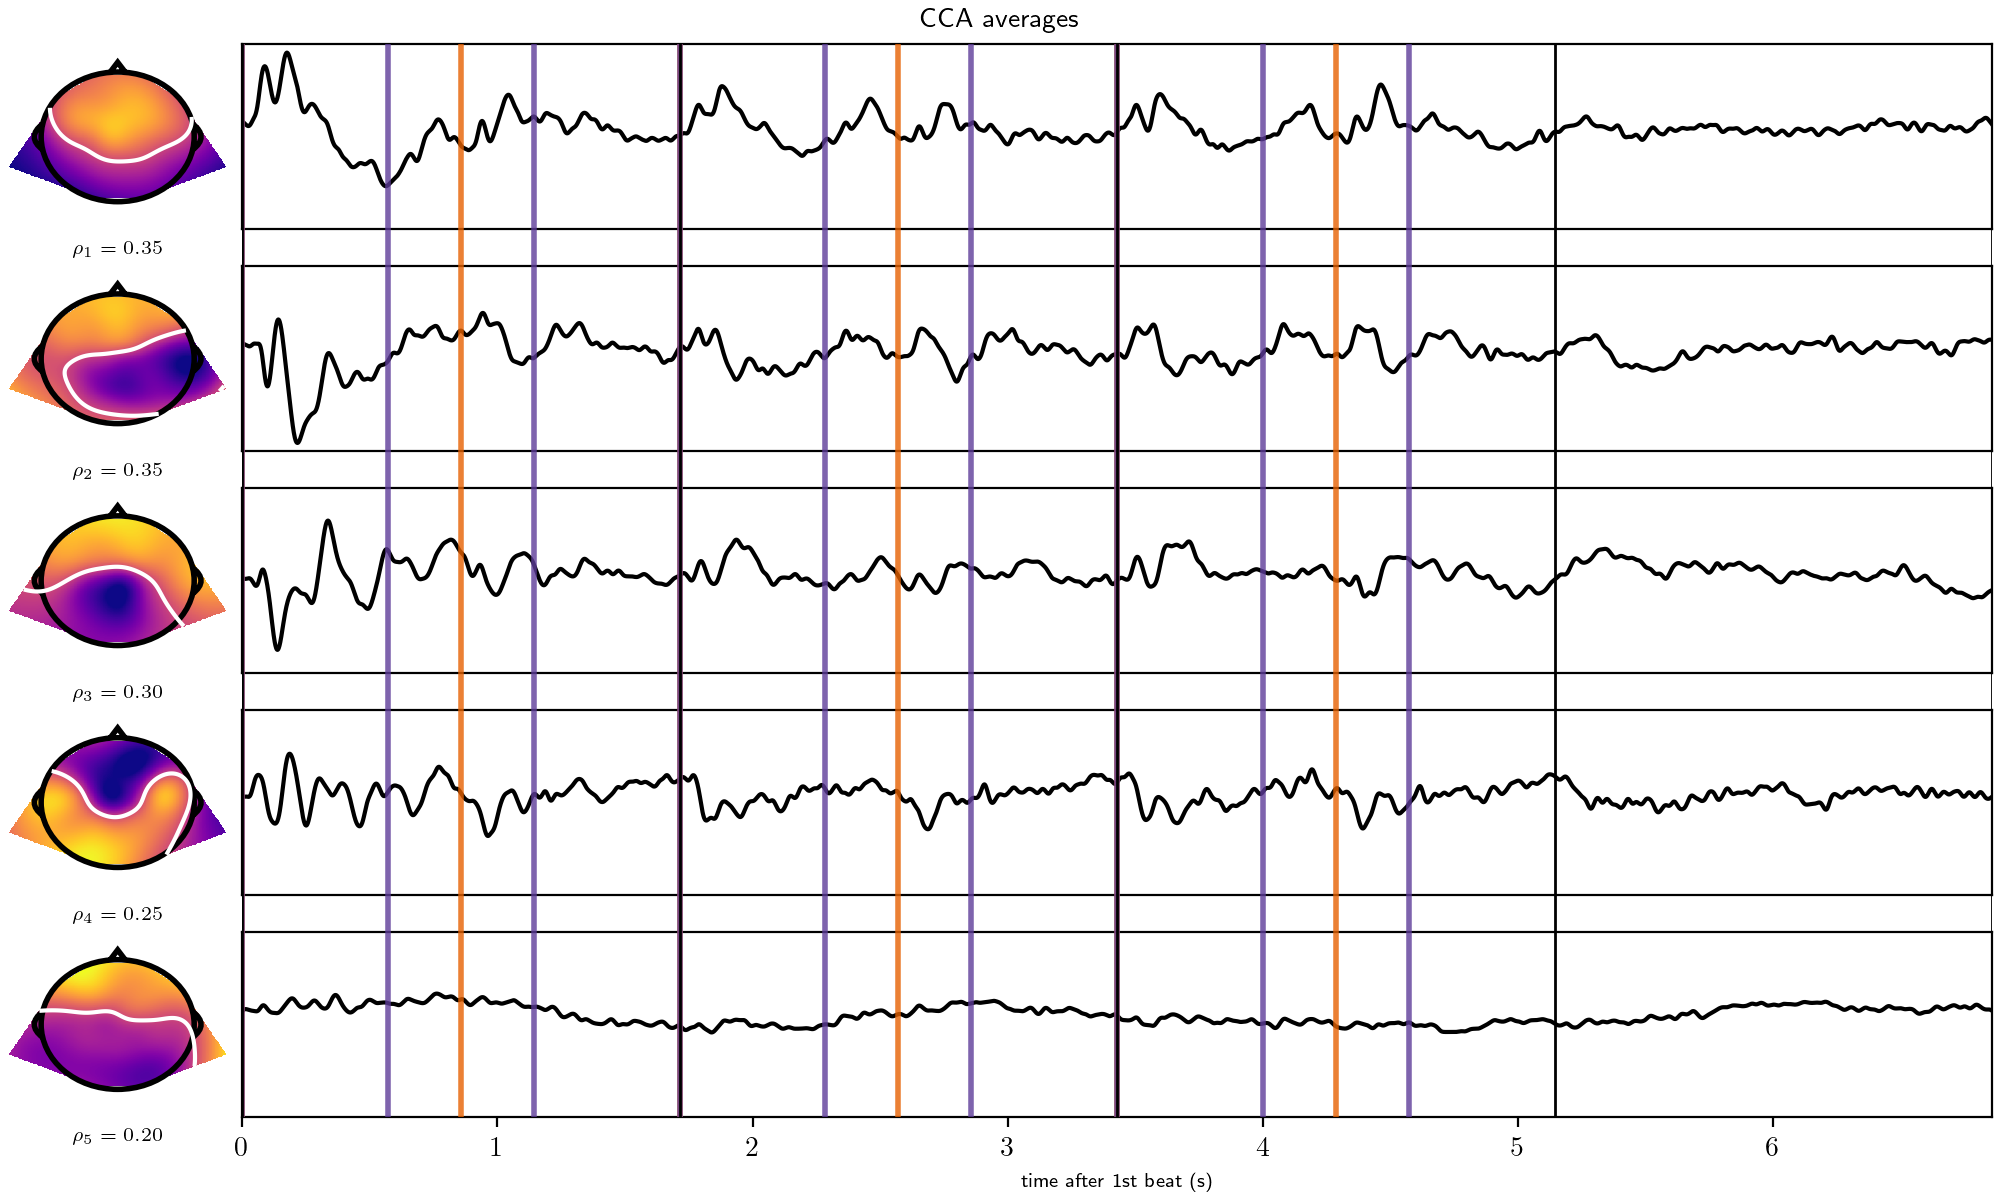 CCA averages
ρ₁ = 0.35
ρ₂ = 0.35
ρ₃ = 0.30
ρ₄ = 0.25
ρ₅ = 0.20
0 1 2 3 4 5 6
time after 1st beat (s)